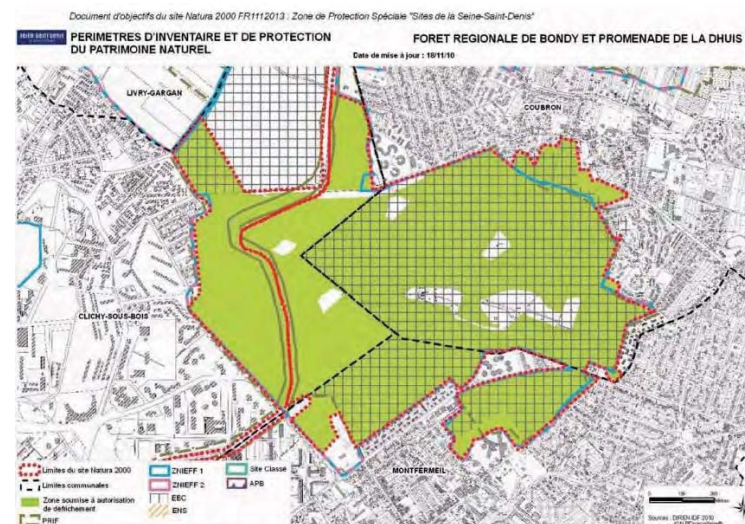 Document d'objectifs du site Natura 2000 FR1112013 : Zone de Protection Spéciale "Sites de la Seine-Saint-Denis"
PERIMETRES D'INVENTAIRE ET DE PROTECTION
DU PATRIMOINE NATUREL
FORET REGIONALE DE BONDY ET PROMENADE DE LA DHUIS
Date de mise à jour : 18/11/10
LIVRY-GARGAN
COUBRON
CLICHY-SOUS-BOIS
MONTFERMEIL
Limites du site Natura 2000
Limites communales
Zone soumise à autorisation
de défrichement
PRIF
ZNIEFF 1
ZNIEFF 2
EBC
ENS
Site Classé
APB
Sources : DIREN IDF 2010